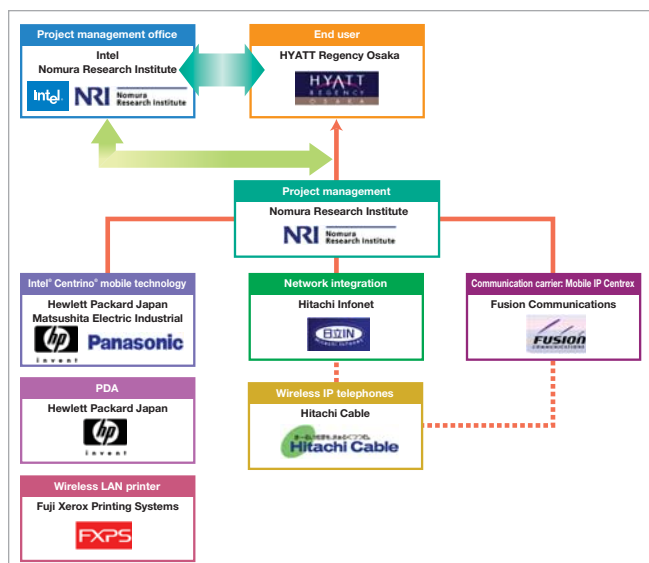 Project management office
Intel
Nomura Research Institute
intel.
NRI Nomura
Research Institute
End user
HYATT Regency Osaka
HYATT
REGENCY
OSAKA
Project management
Nomura Research Institute
NRI Nomura
Research Institute
Intel® Centrino® mobile technology
Hewlett Packard Japan
Matsushita Electric Industrial
hp
invent
Panasonic
Network integration
Hitachi Infonet
日立IN
Communication carrier: Mobile IP Centrex
Fusion Communications
FUSION
COMMUNICATIONS
PDA
Hewlett Packard Japan
hp
invent
Wireless IP telephones
Hitachi Cable
Hitachi Cable
Wireless LAN printer
Fuji Xerox Printing Systems
FXPS